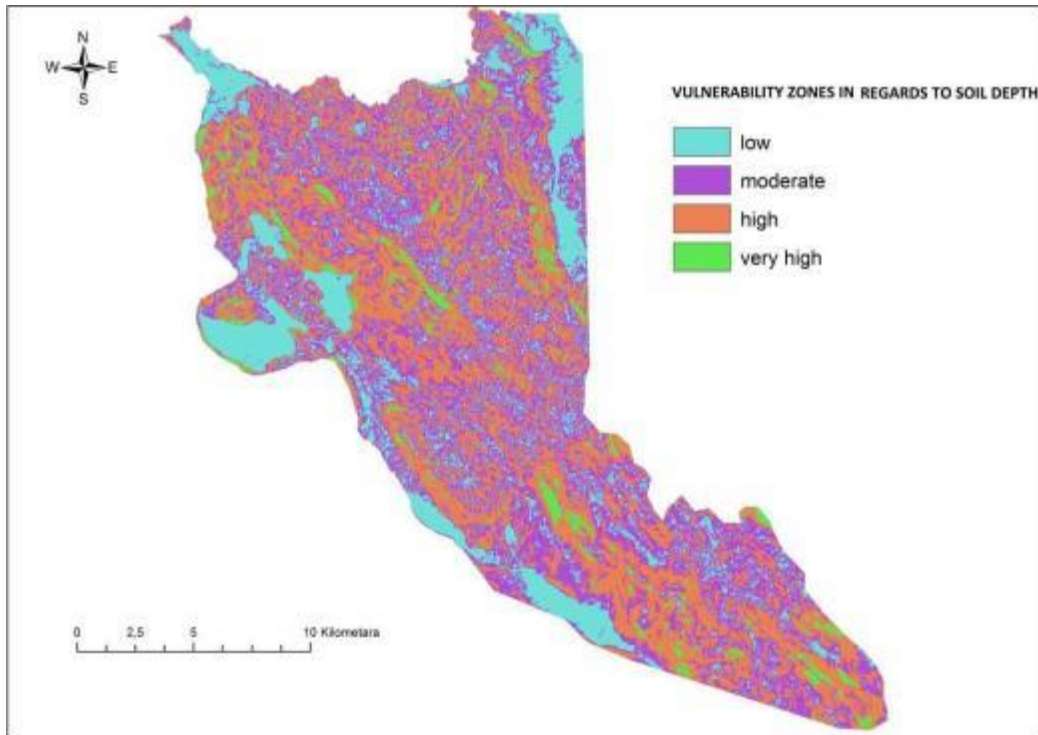 N
W E
S
VULNERABILITY ZONES IN REGARDS TO SOIL DEPTH
low
moderate
high
very high
0 2,5 5 10 Kilometara